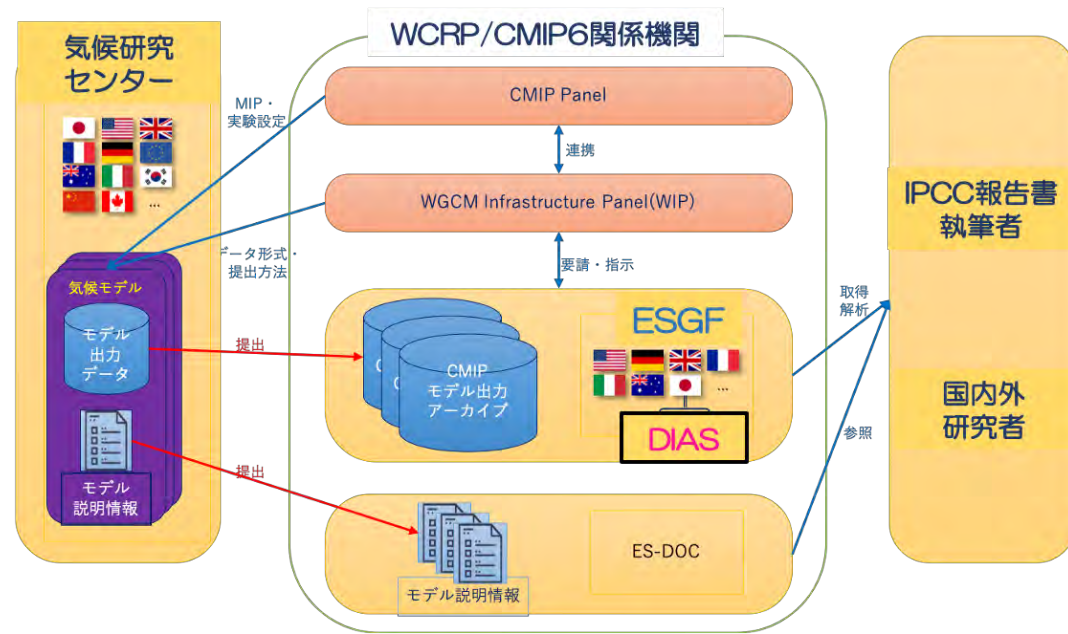 気候研究
センター
...
気候モデル
モデル
出力
データ
モデル
説明情報
MIP・
実験設定
データ形式・
提出方法
提出
提出
WCRP/CMIP6関係機関
CMIP Panel
連携
WGCM Infrastructure Panel(WIP)
要請・指示
C
C
CMIP
モデル出力
アーカイブ
ESGF
...
DIAS
モデル説明情報
ES-DOC
取得
解析
参照
IPCC報告書
執筆者
国内外
研究者